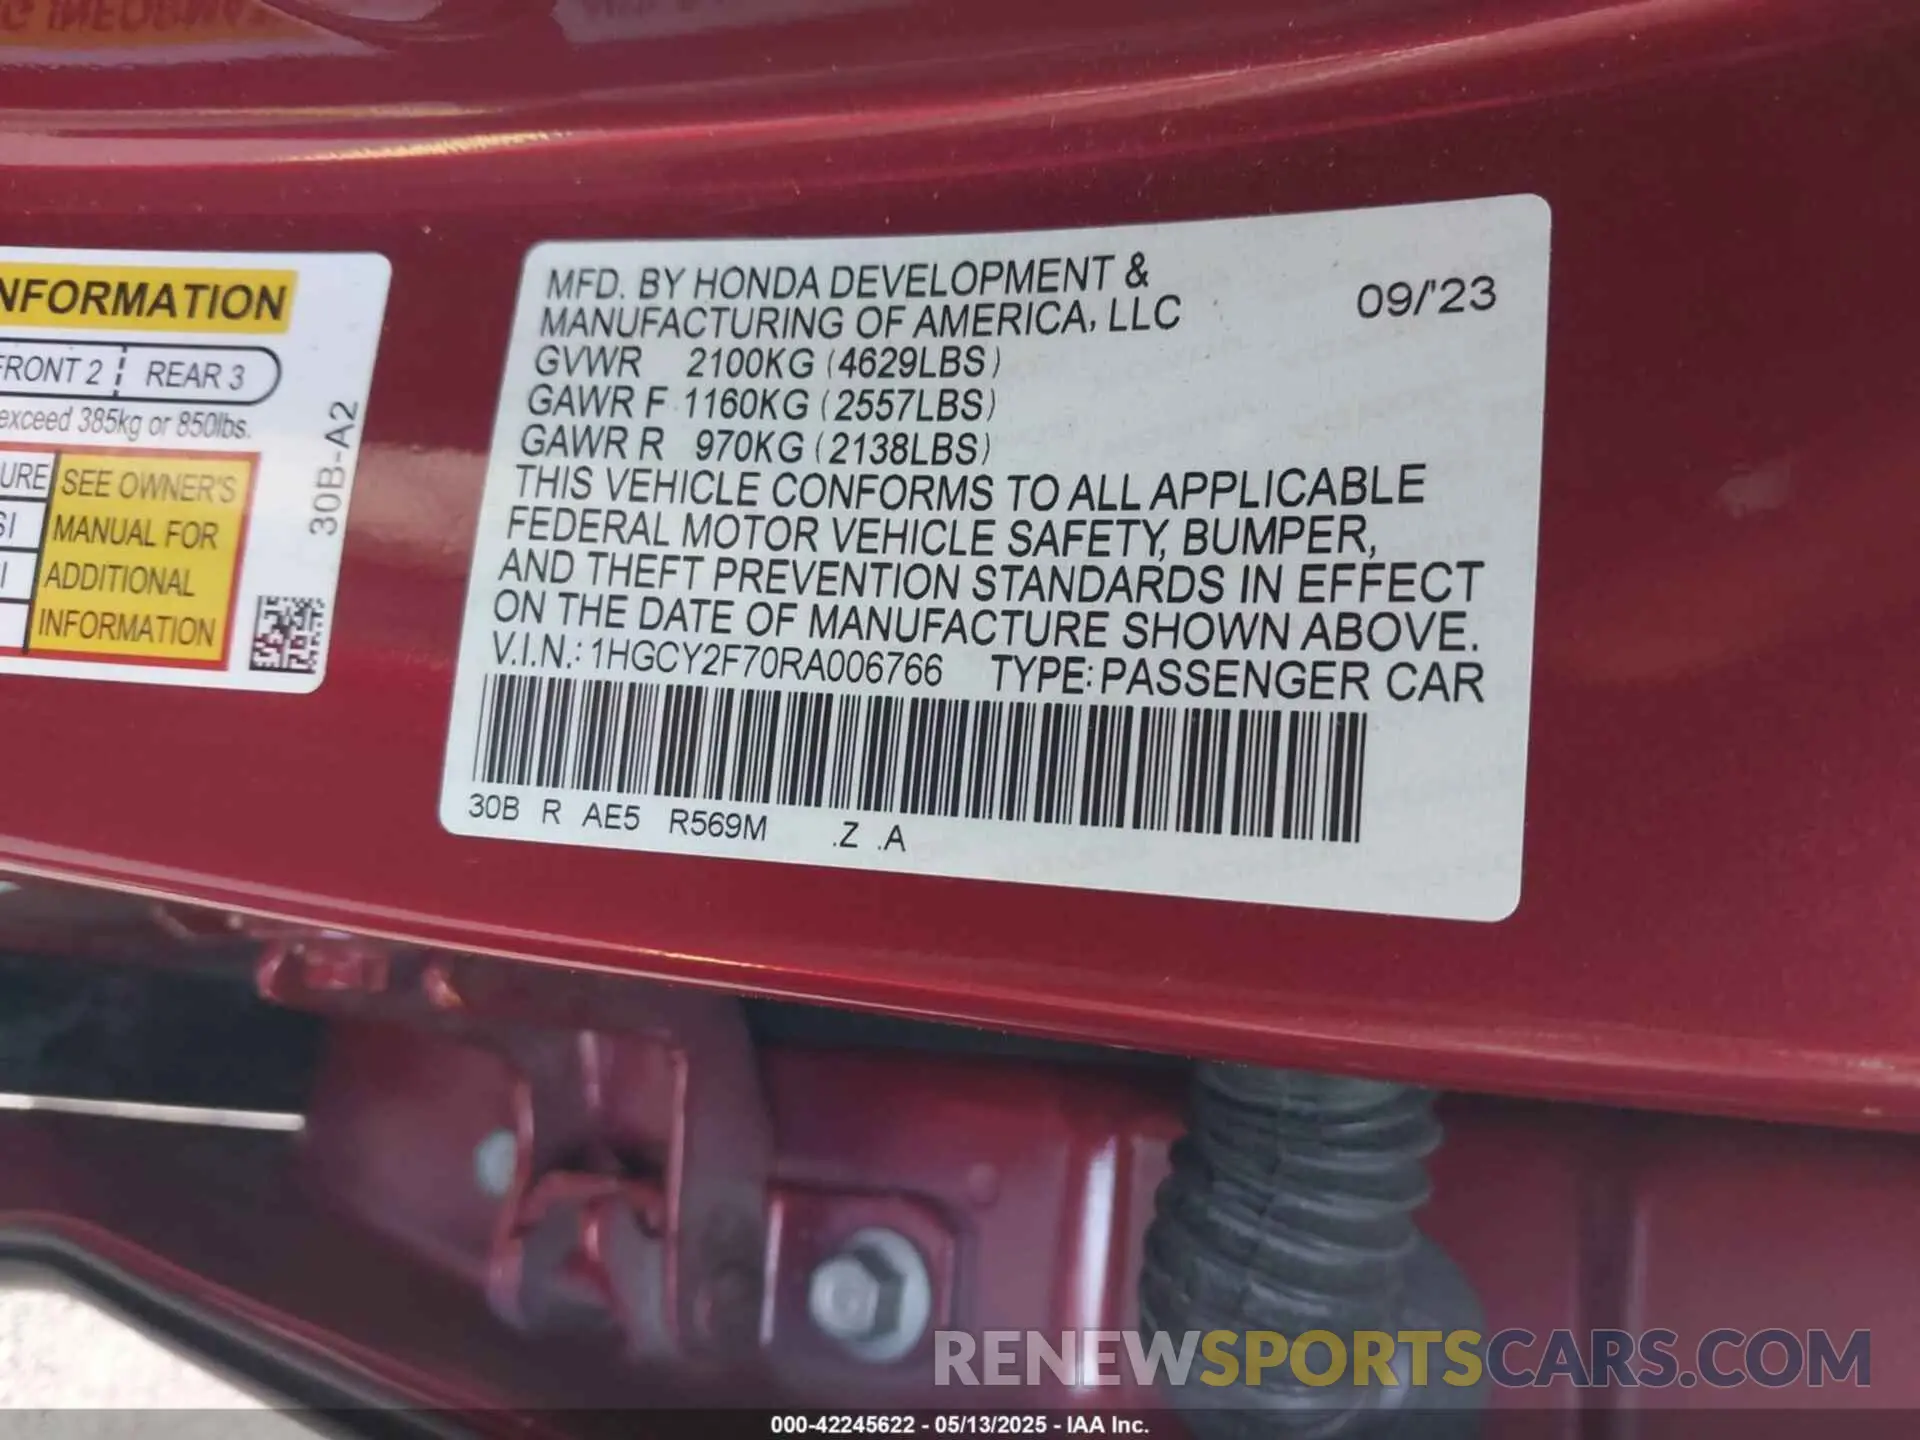 NFORMATION
FRONT 2 REAR 3
exceed 385kg or 850lbs.
URE
SEE OWNER'S
MANUAL FOR
ADDITIONAL
INFORMATION
30B-A2
MFD. BY HONDA DEVELOPMENT &
MANUFACTURING OF AMERICA, LLC
09/'23
GVWR 2100KG (4629LBS)
GAWR F 1160KG (2557LBS)
GAWR R 970KG (2138LBS)
THIS VEHICLE CONFORMS TO ALL APPLICABLE
FEDERAL MOTOR VEHICLE SAFETY, BUMPER,
AND THEFT PREVENTION STANDARDS IN EFFECT
ON THE DATE OF MANUFACTURE SHOWN ABOVE.
V.I.N.: 1HGCY2F70RA006766 TYPE: PASSENGER CAR
30B R AE5 R569M .Z .A
RENEWSPORTSCARS.COM
000-42245622 - 05/13/2025 - IAA Inc.